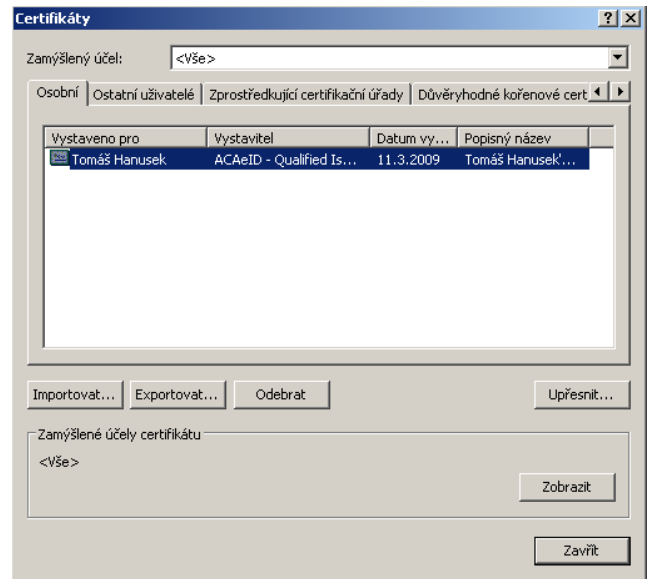 Certifikáty
Zamýšlený účel: <Vše>
Osobní Ostatní uživatelé Zprostředkující certifikační úřady Důvěryhodné kořenové cert
Vystaveno pro Vystavitel Datum vy... Popisný název
Tomáš Hanusek ACAeID - Qualified Is... 11.3.2009 Tomáš Hanusek'...
Importovat... Exportovat... Odebrat Upřesnit...
Zamýšlené účely certifikátu
<Vše>
Zobrazit
Zavřít